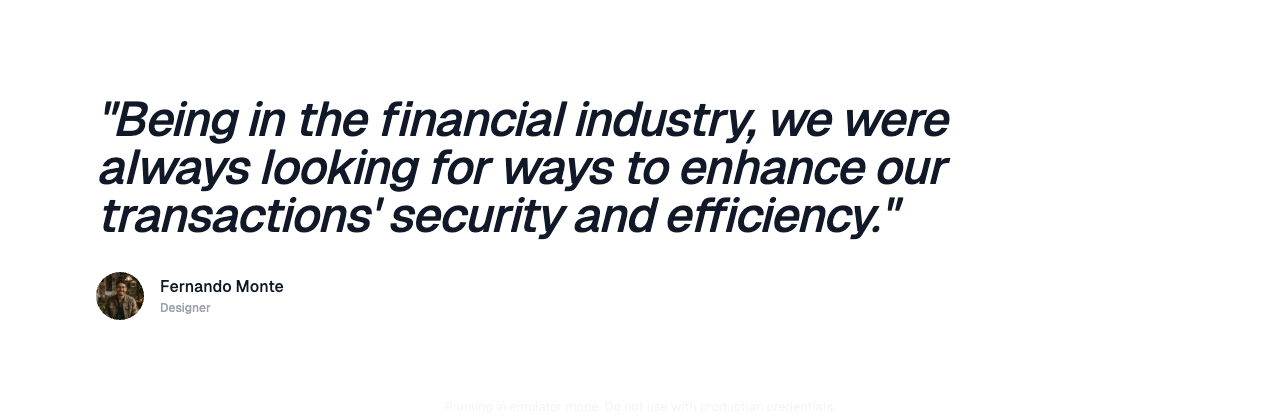 "Being in the financial industry, we were
always looking for ways to enhance our
transactions' security and efficiency."
Fernando Monte
Designer
Running in emulator mode. Do not use with production credentials.